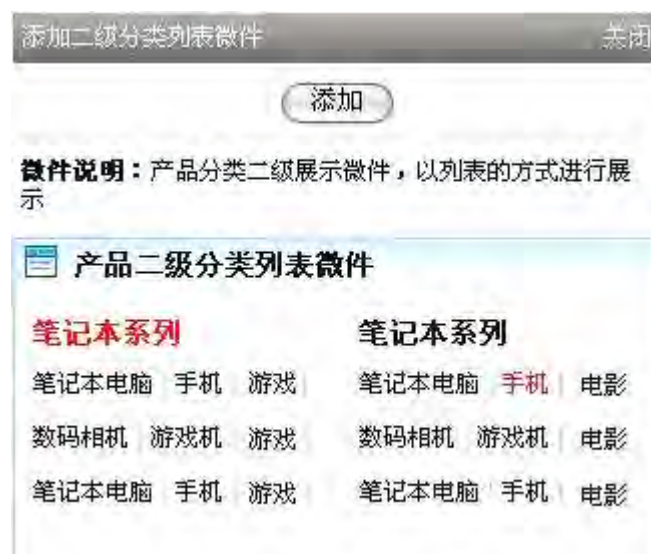 添加二级分类列表微件 关闭
添加
微件说明：产品分类二级展示微件，以列表的方式进行展
示
产品二级分类列表微件
笔记本系列 笔记本系列
笔记本电脑 手机 游戏 笔记本电脑 手机 电影
数码相机 游戏机 游戏 数码相机 游戏机 电影
笔记本电脑 手机 游戏 笔记本电脑 手机 电影